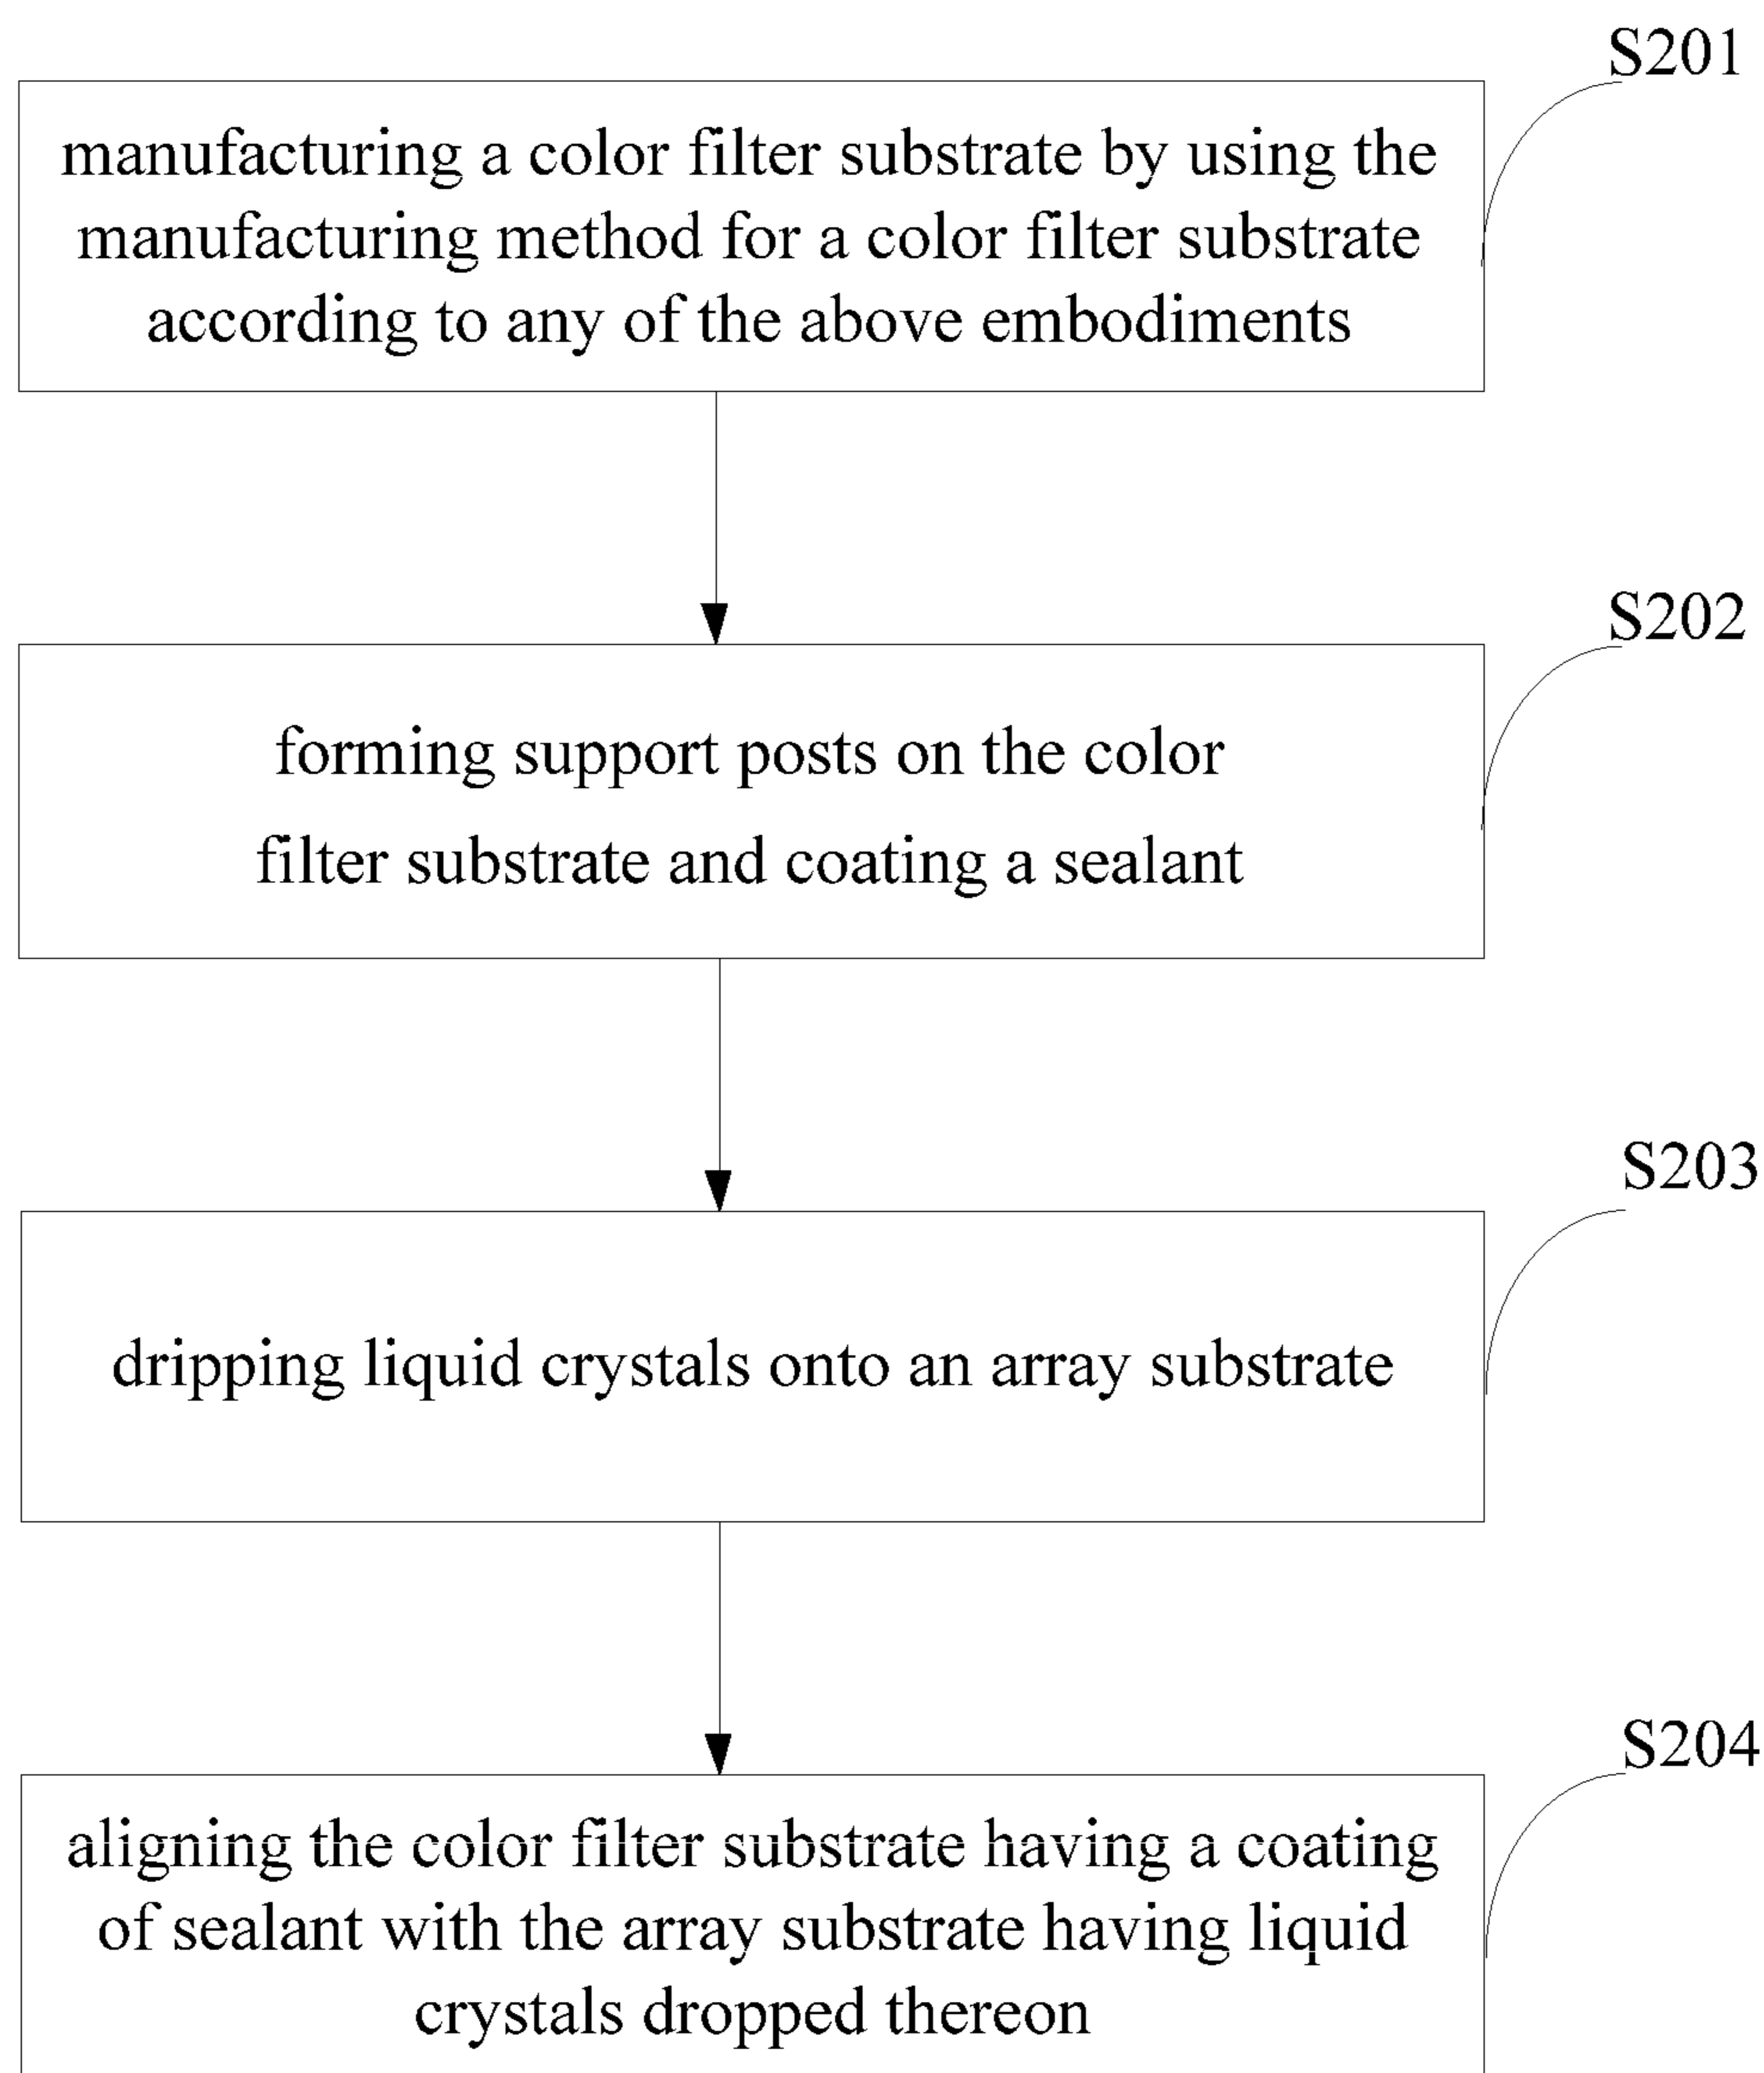 S201
manufacturing a color filter substrate by using the
manufacturing method for a color filter substrate
according to any of the above embodiments
S202
forming support posts on the color
filter substrate and coating a sealant
S203
dripping liquid crystals onto an array substrate
S204
aligning the color filter substrate having a coating
of sealant with the array substrate having liquid
crystals dropped thereon